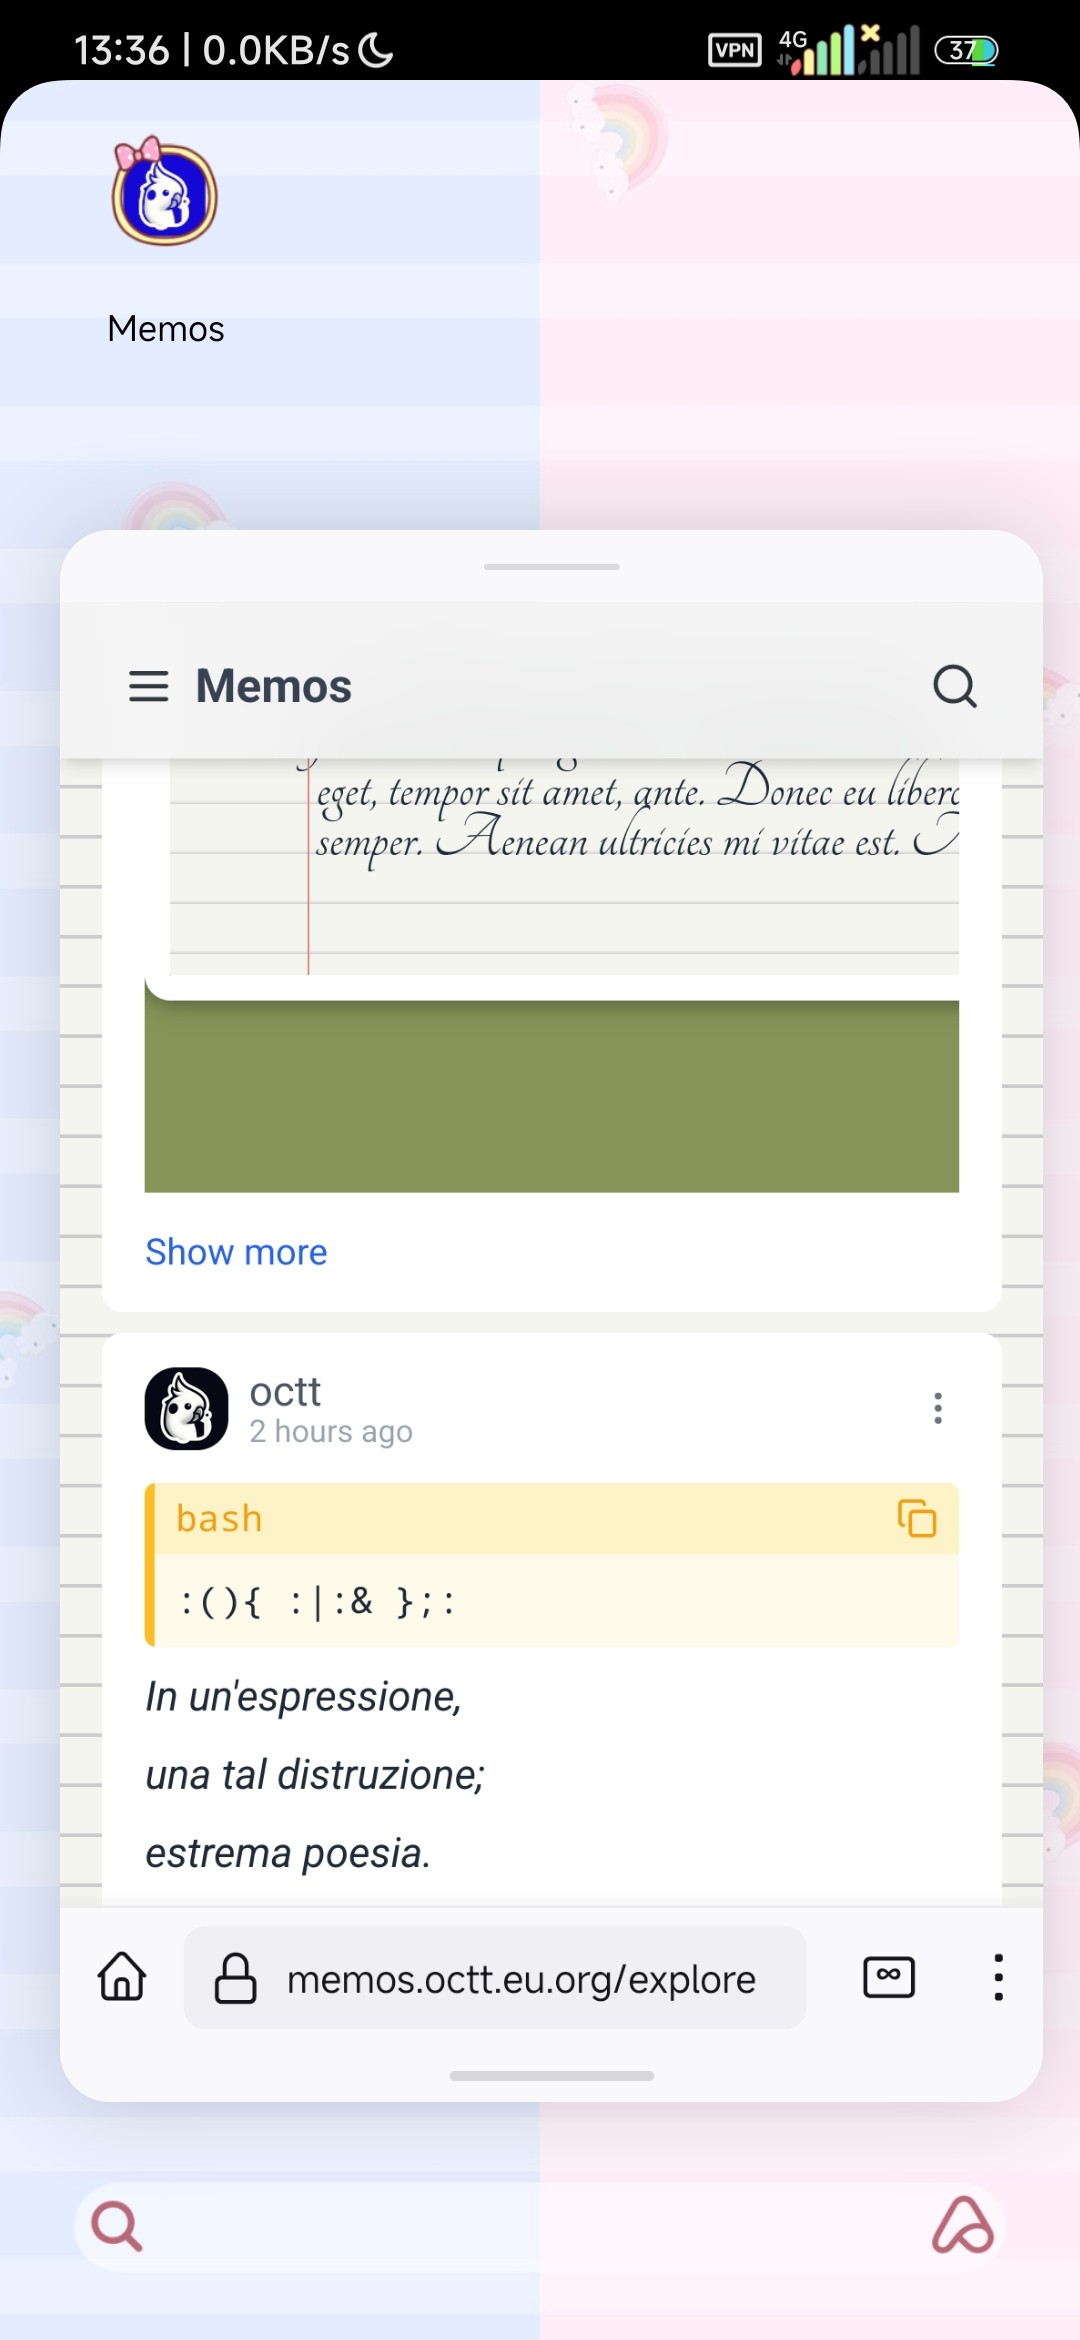 13:36 | 0.0KB/s
VPN 4G 37
Memos
Memos
eget, tempor sit amet, ante. Donec eu libero
semper. Aenean ultricies mi vitae est.
Show more
octt
2 hours ago
bash
:(){ :|:& };:
In un'espressione,
una tal distruzione;
estrema poesia.
memos.octt.eu.org/explore